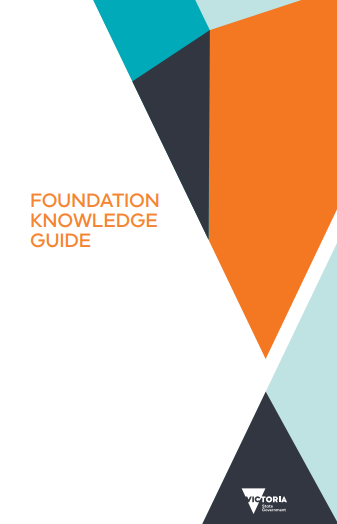 FOUNDATION
KNOWLEDGE
GUIDE
VICTORIA
State
Government